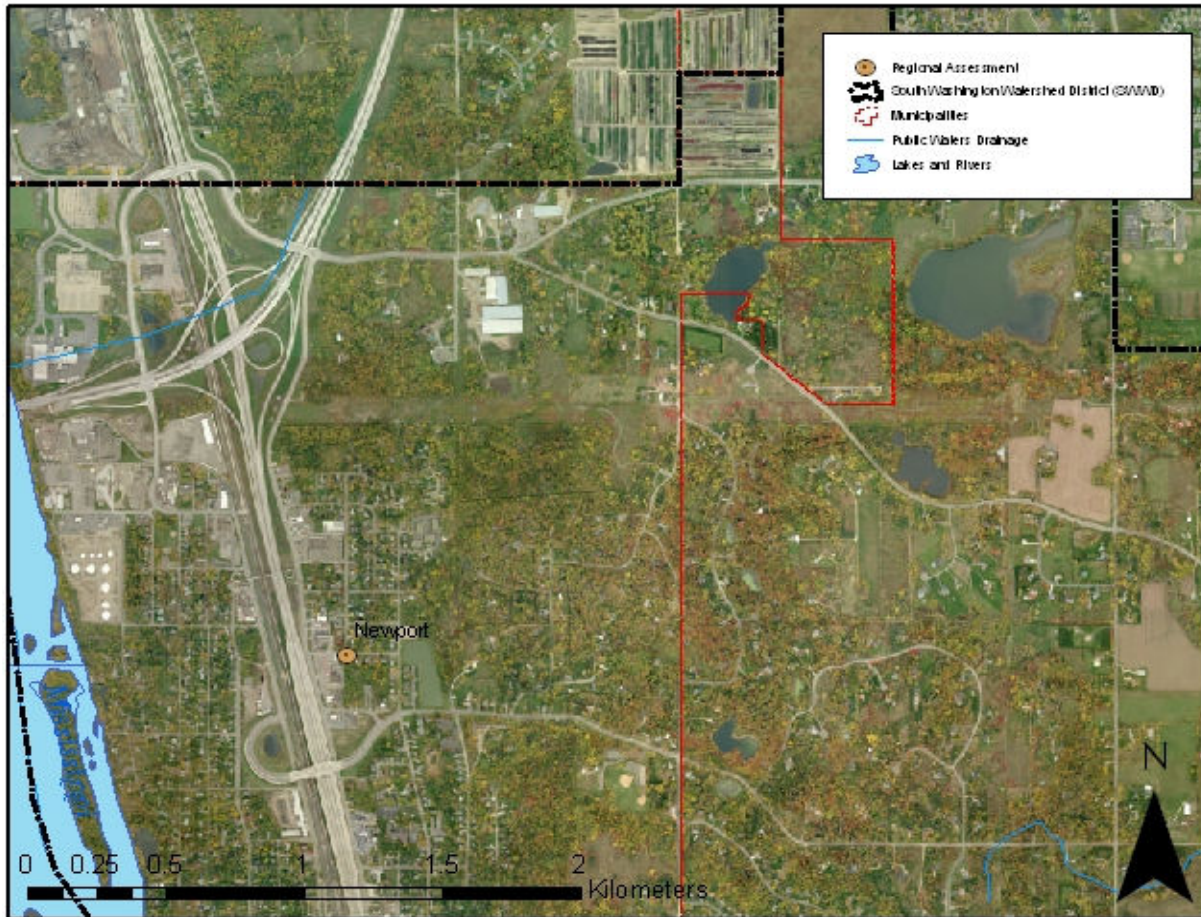 Regional Assessment
South Washington Watershed District (SWWD)
Municipalities
Public Waters Drainage
Lakes and Rivers
Newport
Mississippi
N
0 0.25 0.5 1 1.5 2
Kilometers